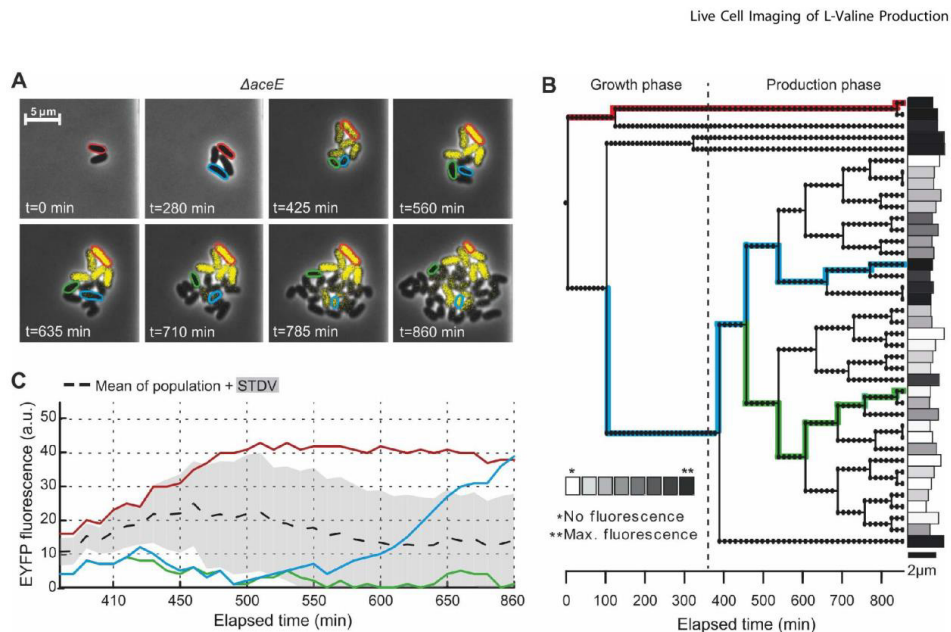 Live Cell Imaging of L-Valine Production
A
ΔaceE
5 µm
t=0 min
t=280 min
t=425 min
t=560 min
t=635 min
t=710 min
t=785 min
t=860 min
B
Growth phase
Production phase
*
**
*No fluorescence
**Max. fluorescence
2µm
0 100 200 300 400 500 600 700 800
Elapsed time (min)
C
Mean of population + STDV
EYFP fluorescence (a.u.)
50
40
30
20
10
0
410 450 500 550 600 650 860
Elapsed time (min)